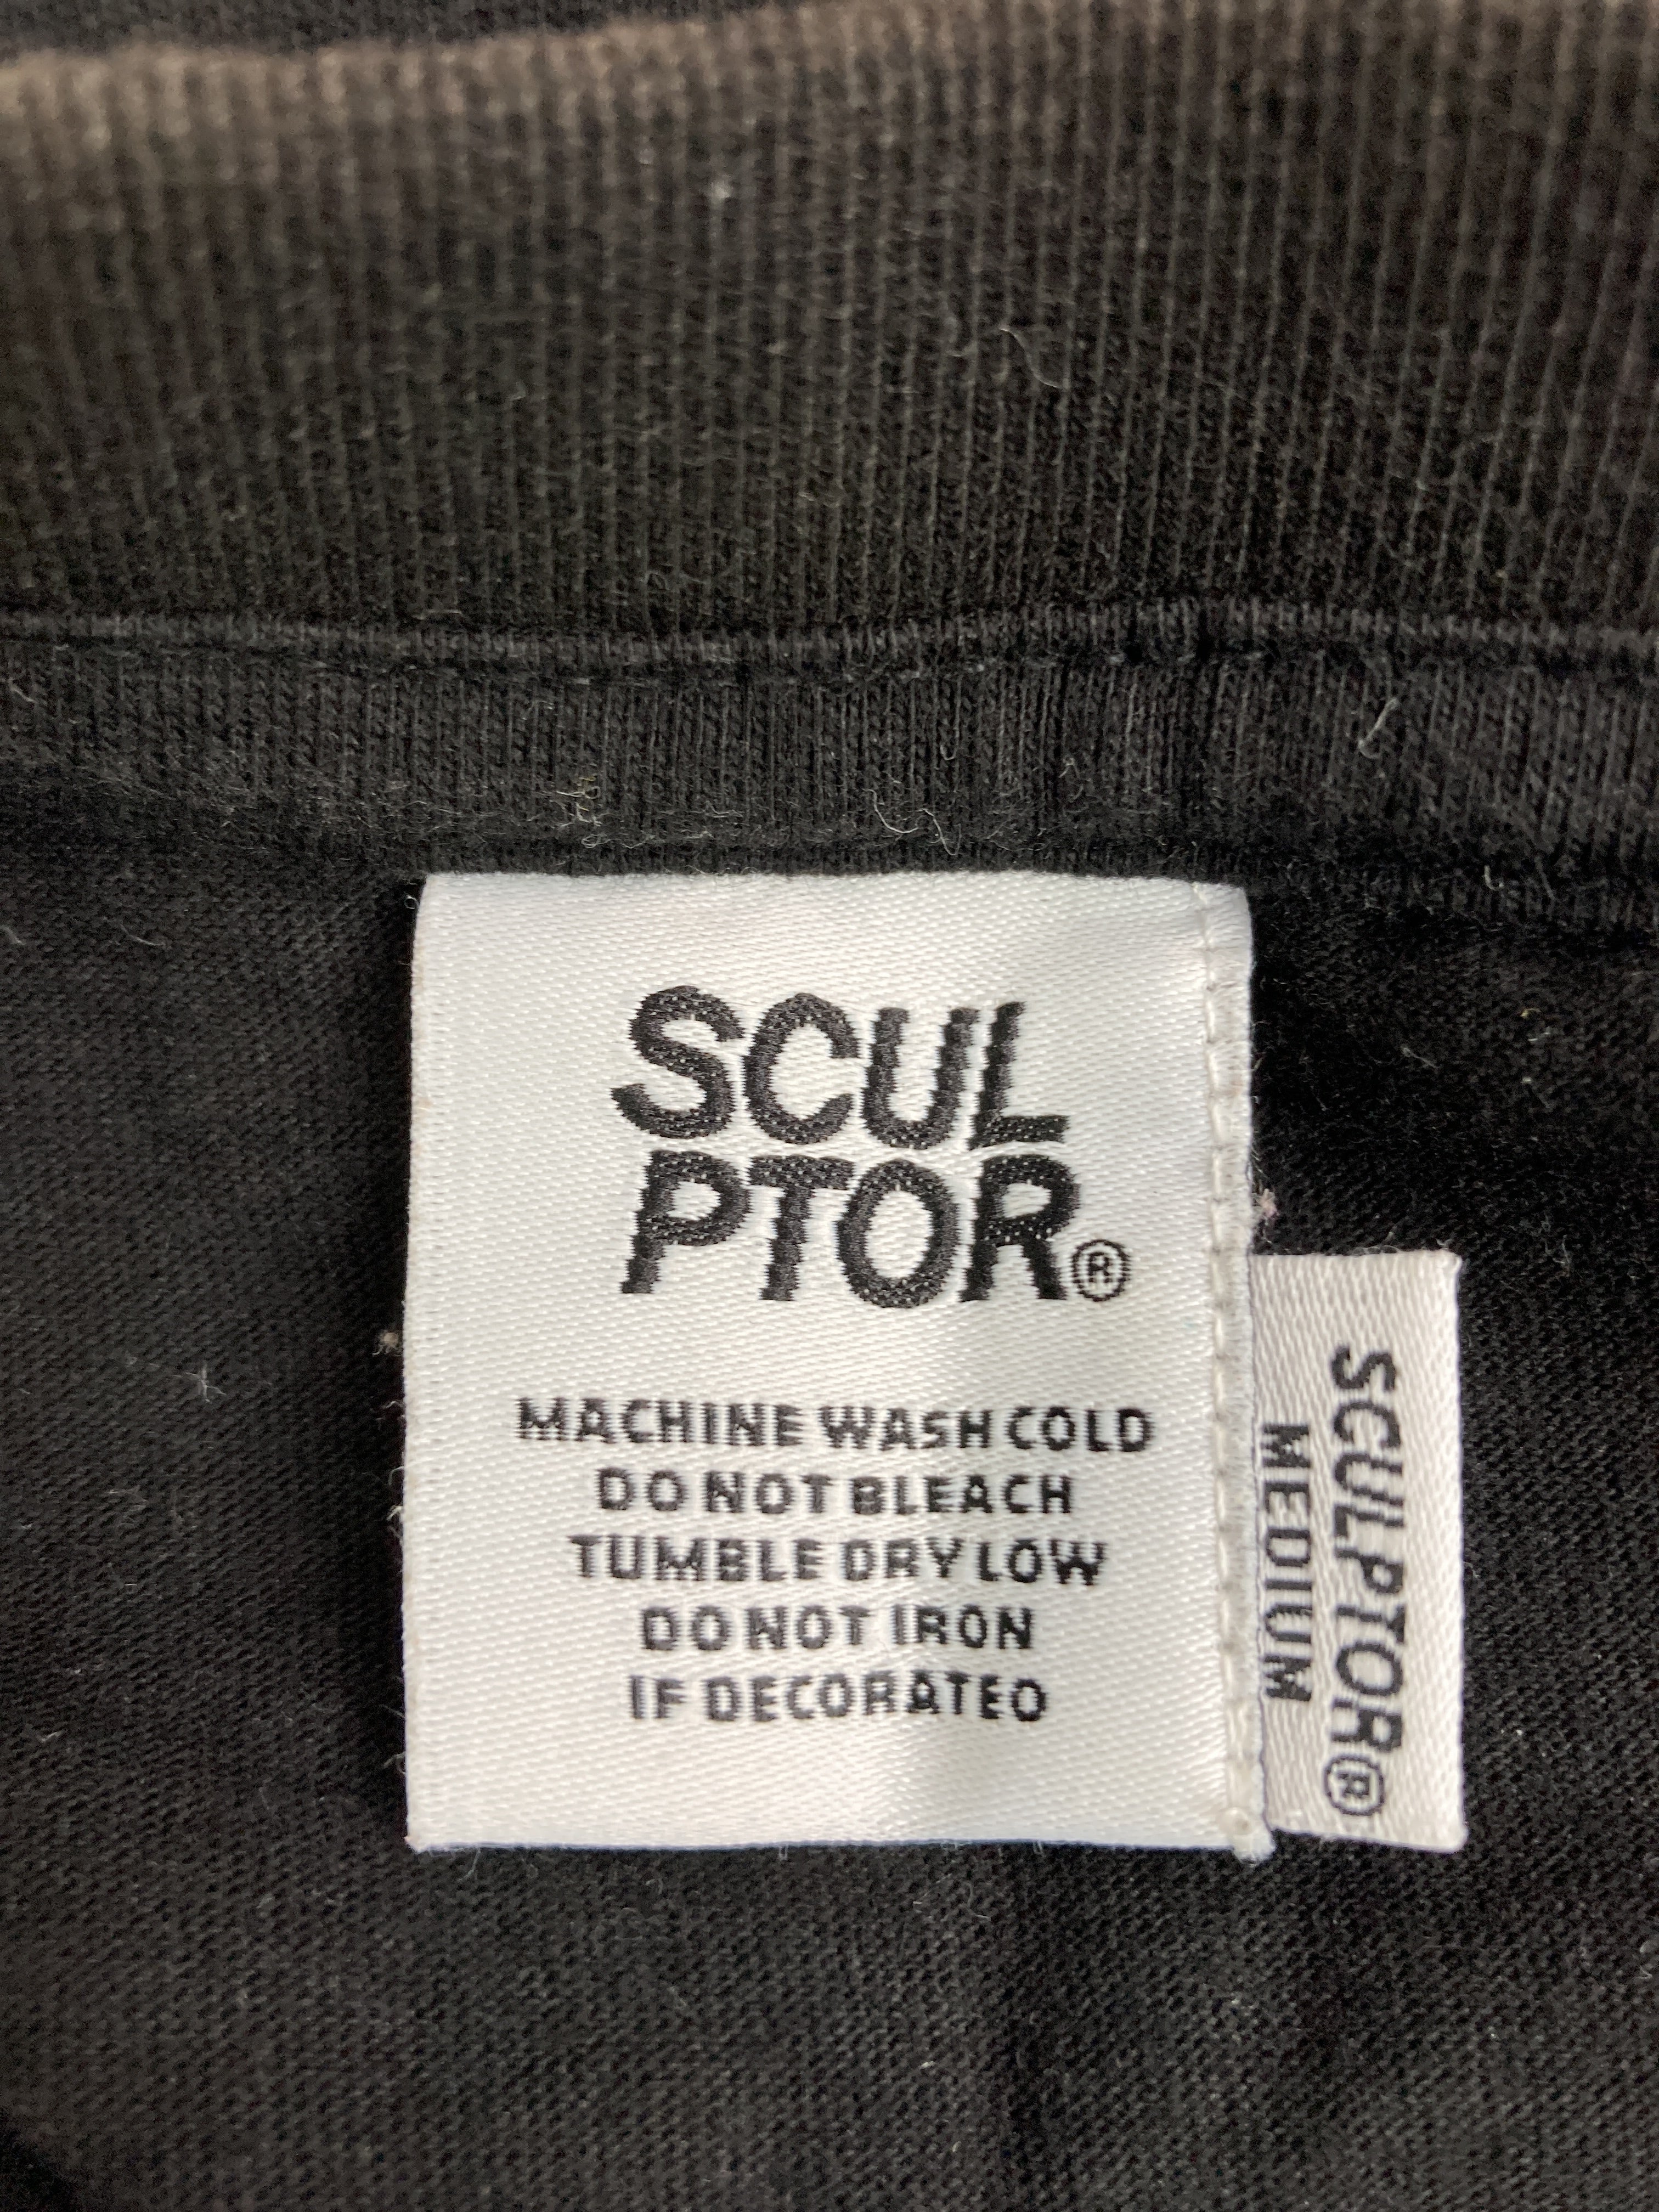 SCUL
PTOR®
MACHINE WASH COLD
DO NOT BLEACH
TUMBLE DRY LOW
DO NOT IRON
IF DECORATED
SCULPTOR®
MEDIUM